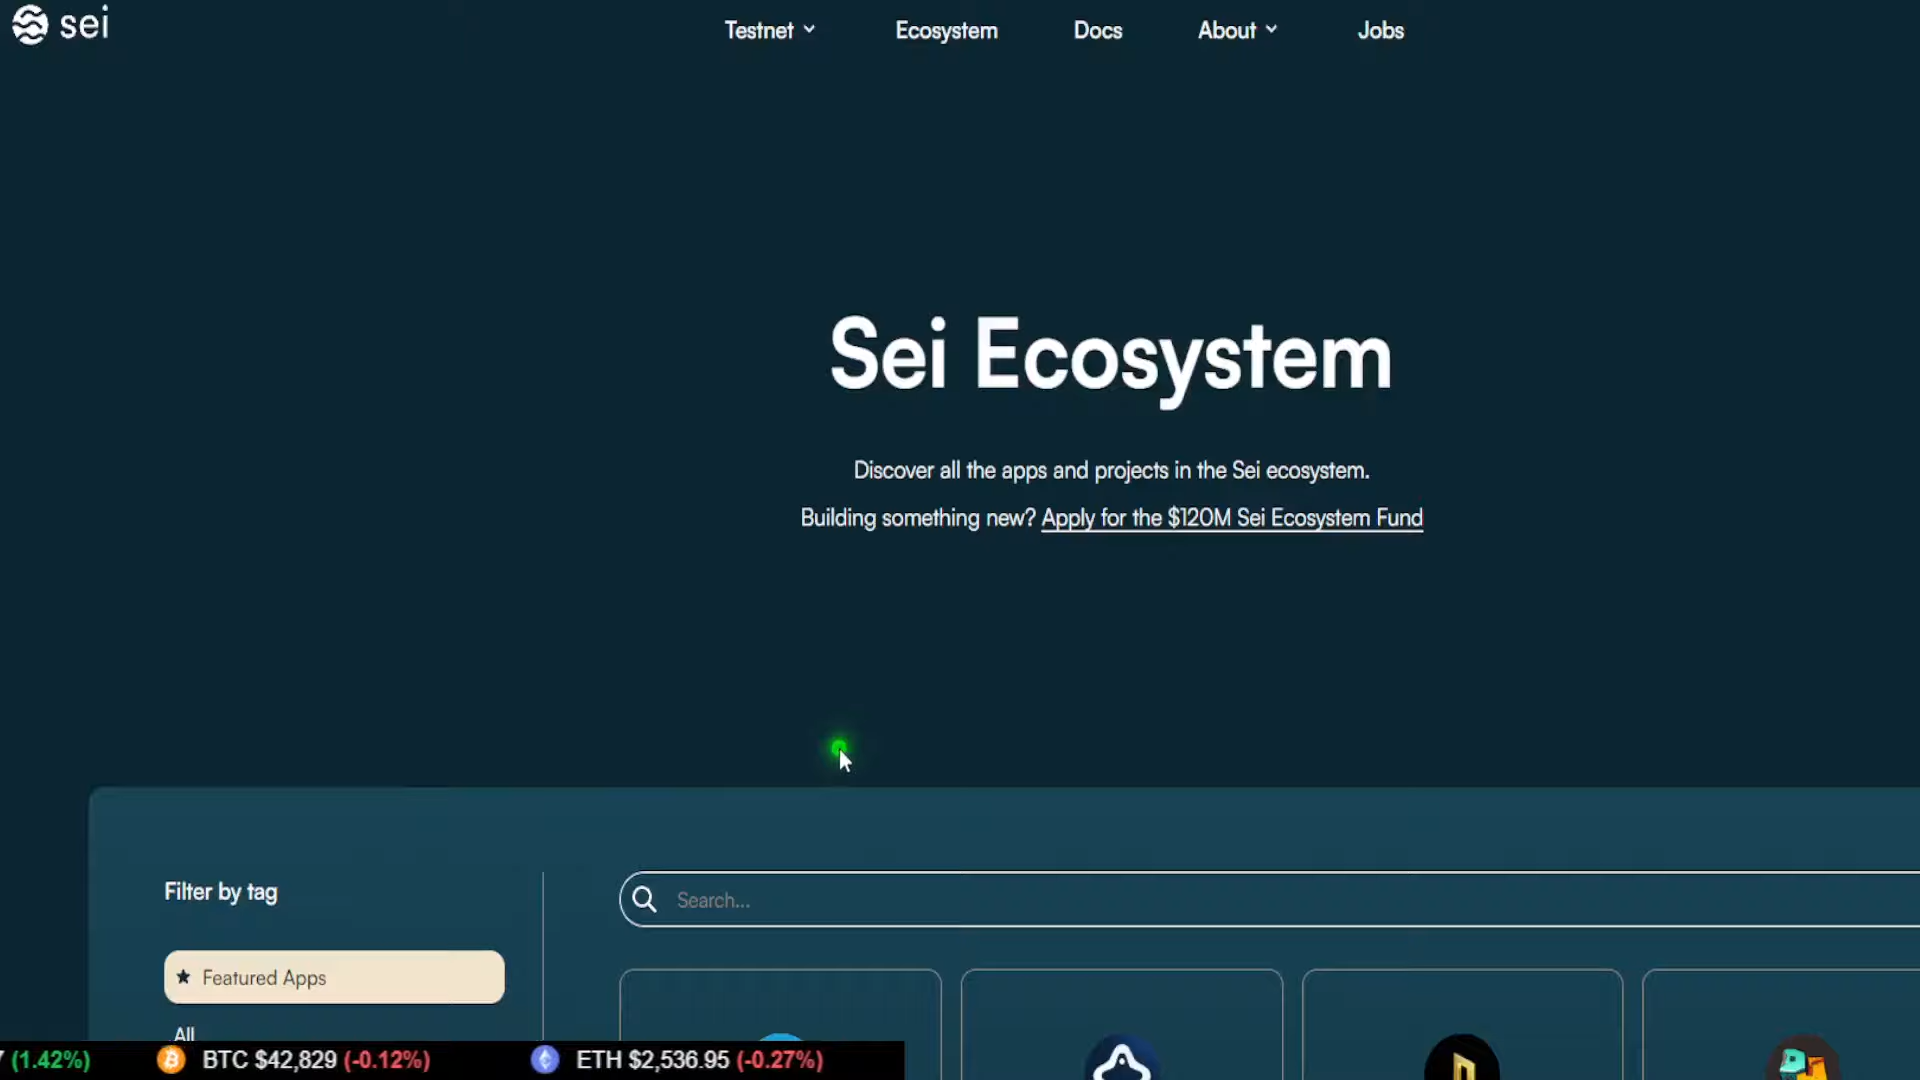 sei
Testnet
Ecosystem
Docs
About
Jobs
Sei Ecosystem
Discover all the apps and projects in the Sei ecosystem.
Building something new? Apply for the $120M Sei Ecosystem Fund
Filter by tag
Search...
Featured Apps
All
(1.42%) BTC $42,829 (-0.12%) ETH $2,536.95 (-0.27%)